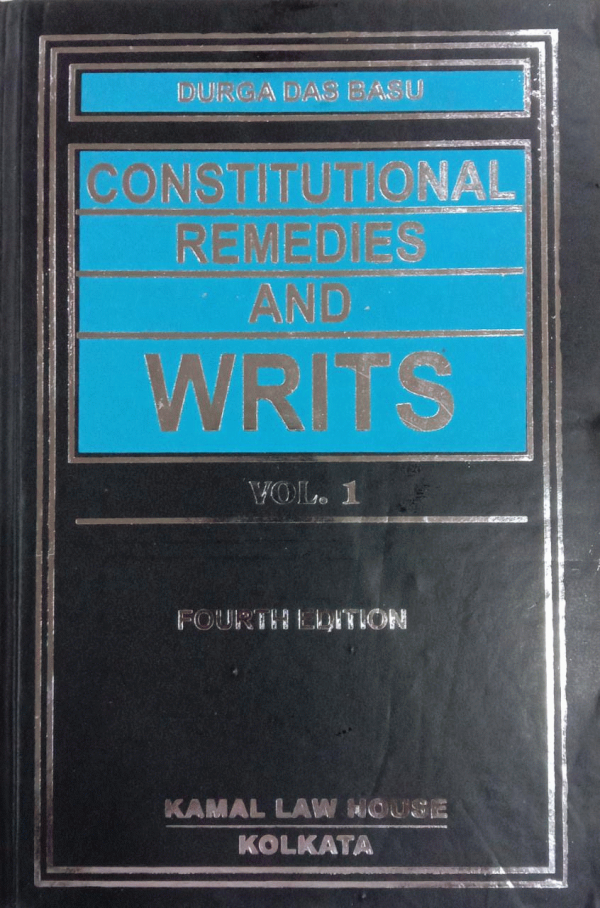 DURGA DAS BASU
CONSTITUTIONAL
REMEDIES
AND
WRITS
VOL. 1
FOURTH EDITION
KAMAL LAW HOUSE
KOLKATA